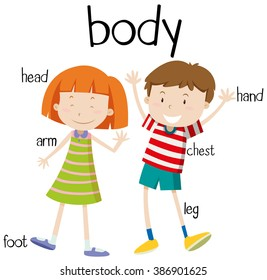 body
head
hand
arm
chest
leg
foot
shutterstock.com · 386901625